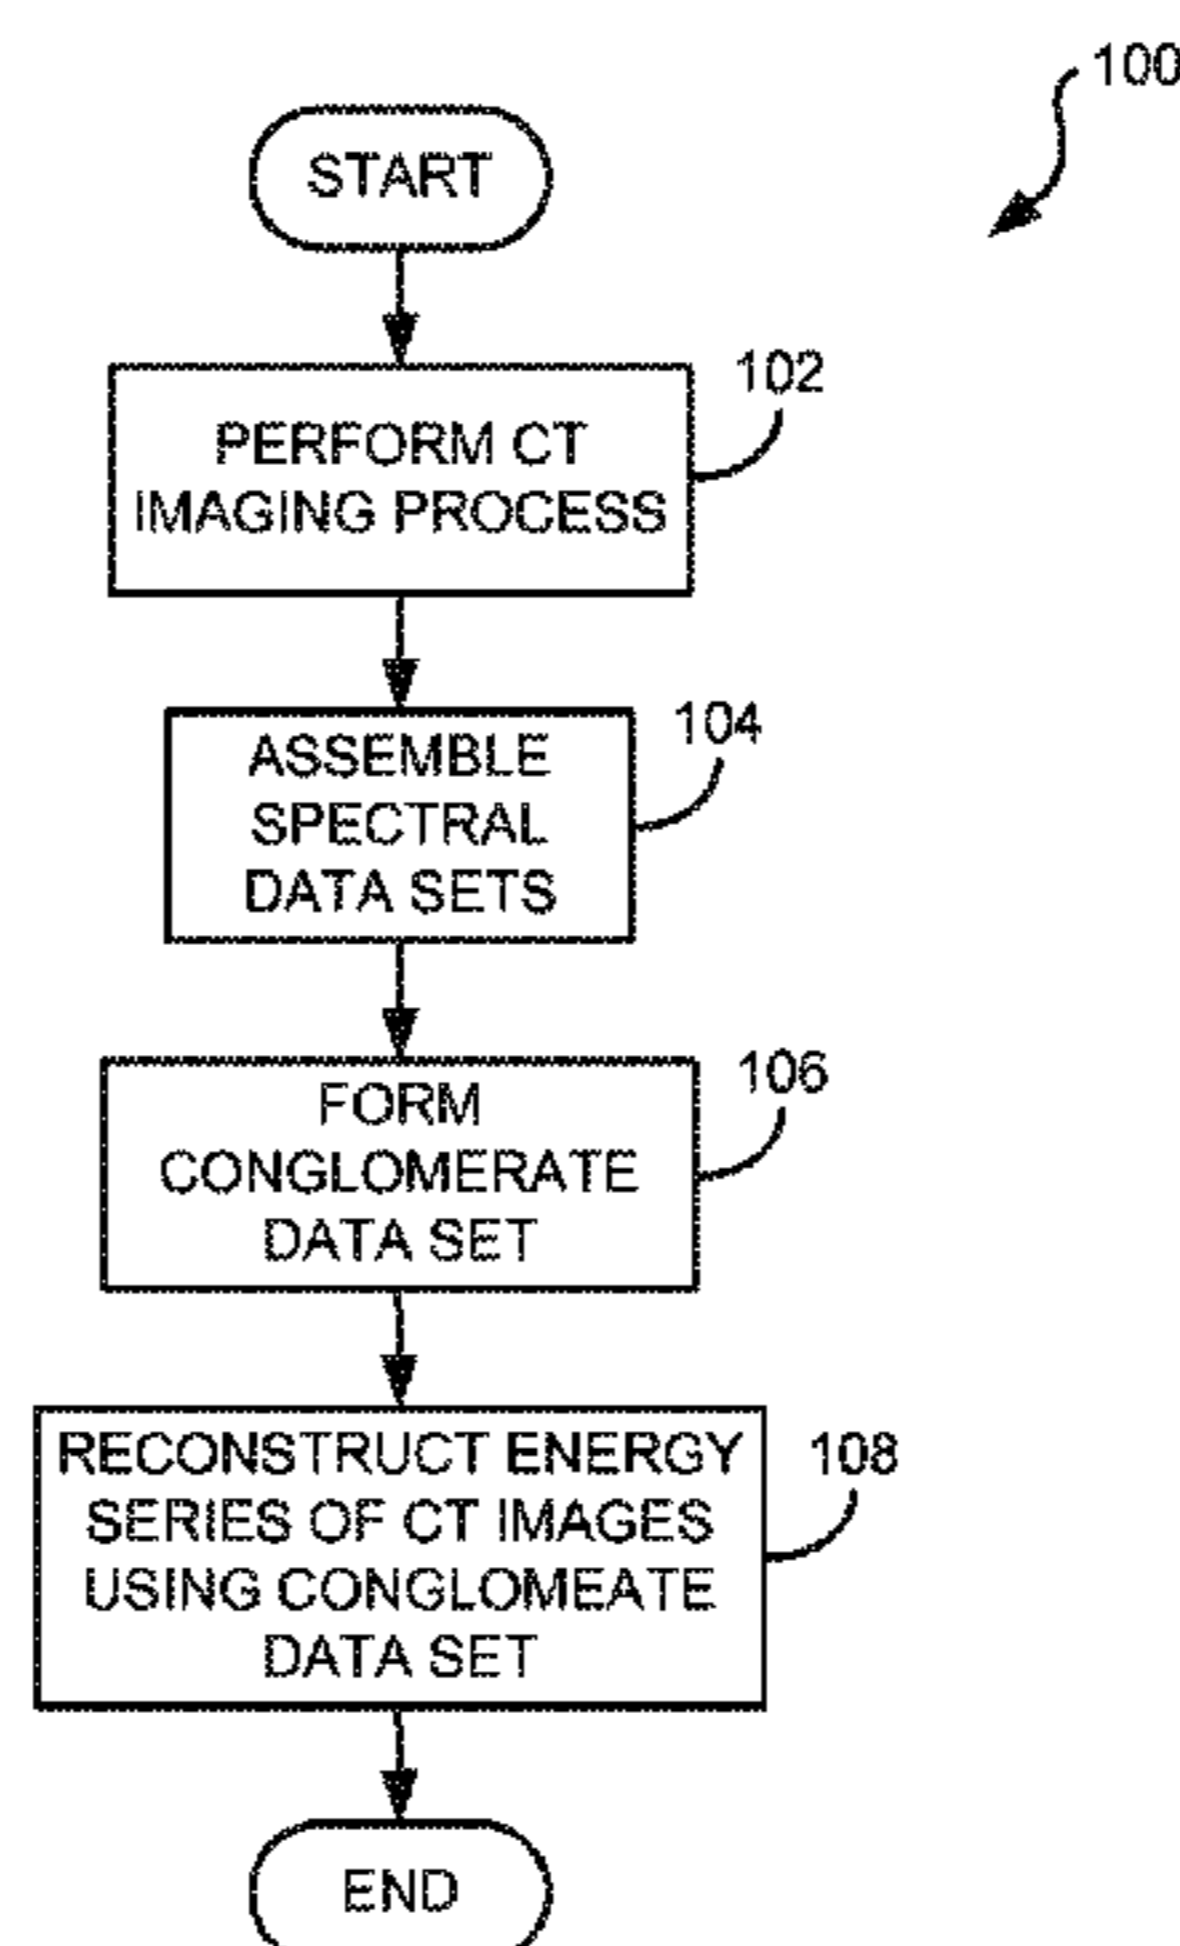 100
START
102
PERFORM CT
IMAGING PROCESS
104
ASSEMBLE
SPECTRAL
DATA SETS
106
FORM
CONGLOMERATE
DATA SET
108
RECONSTRUCT ENERGY
SERIES OF CT IMAGES
USING CONGLOMEATE
DATA SET
END